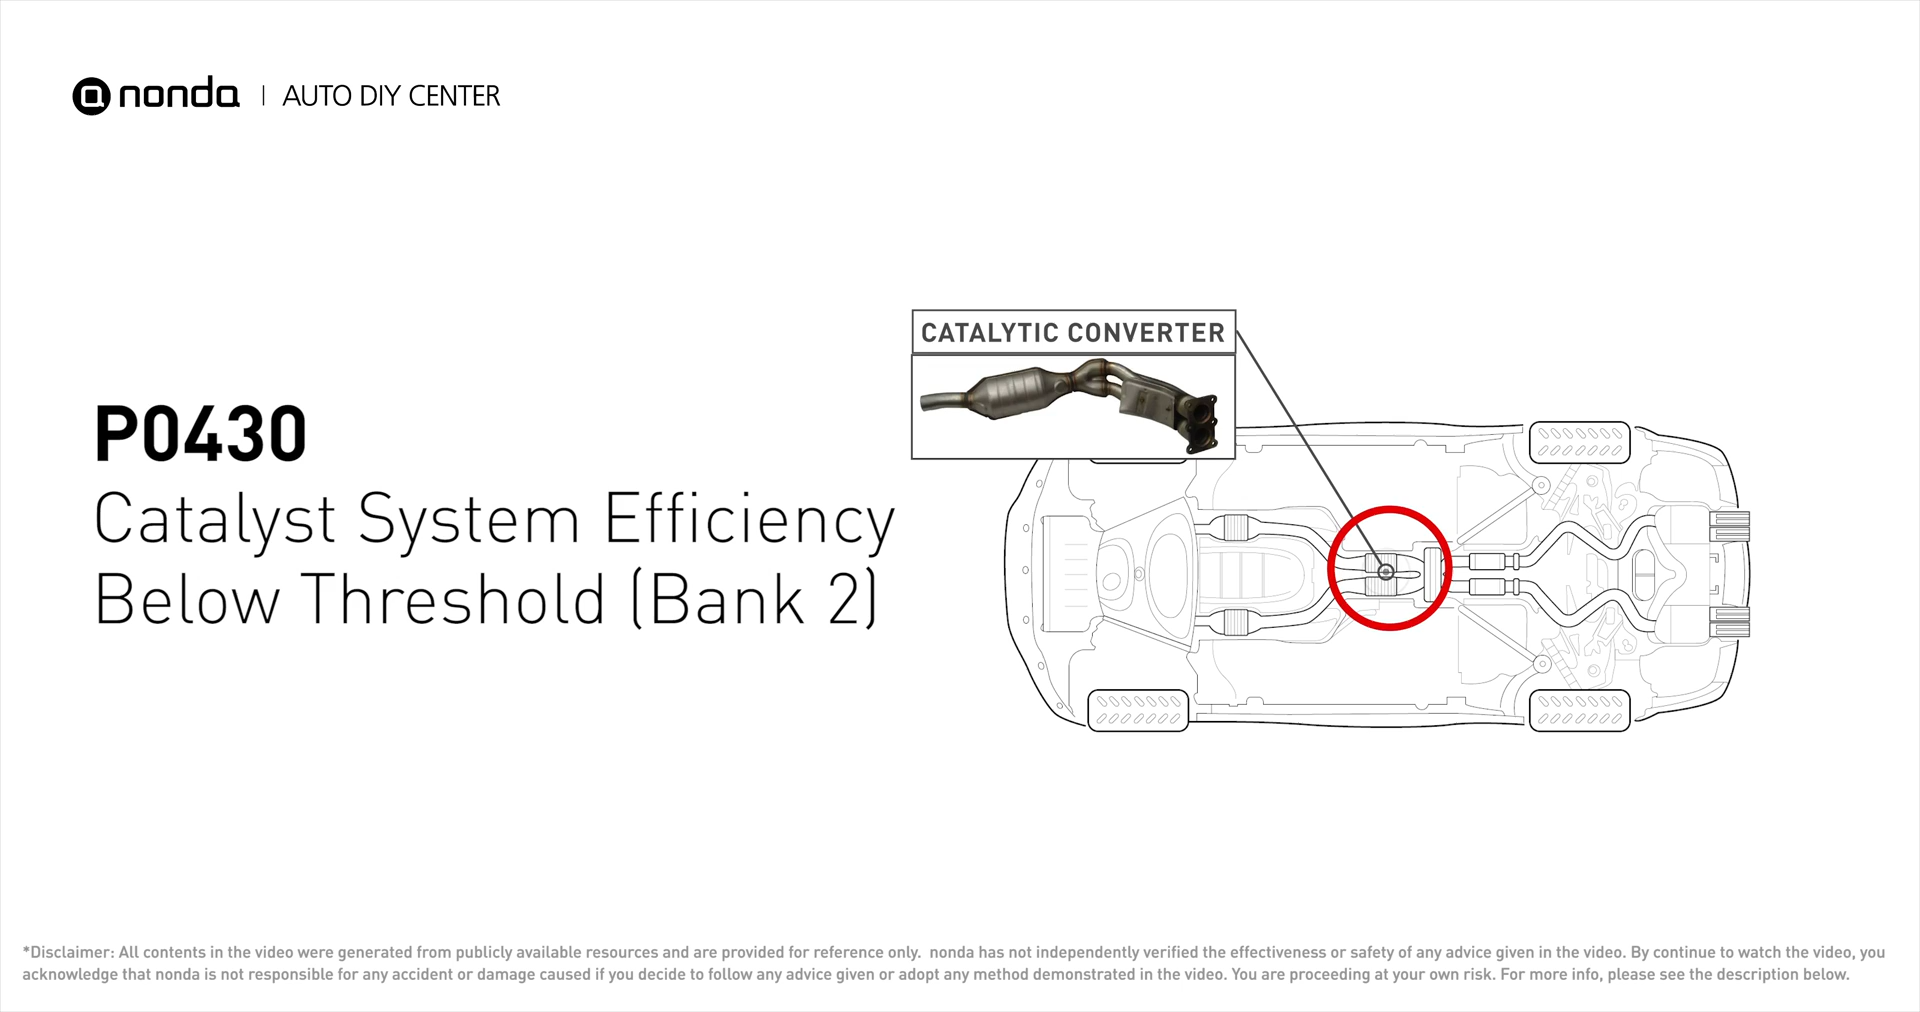 nonda | AUTO DIY CENTER
CATALYTIC CONVERTER
P0430
Catalyst System Efficiency
Below Threshold (Bank 2)
*Disclaimer: All contents in the video were generated from publicly available resources and are provided for reference only.  nonda has not independently verified the effectiveness or safety of any advice given in the video. By continue to watch the video, you
acknowledge that nonda is not responsible for any accident or damage caused if you decide to follow any advice given or adopt any method demonstrated in the video. You are proceeding at your own risk. For more info, please see the description below.